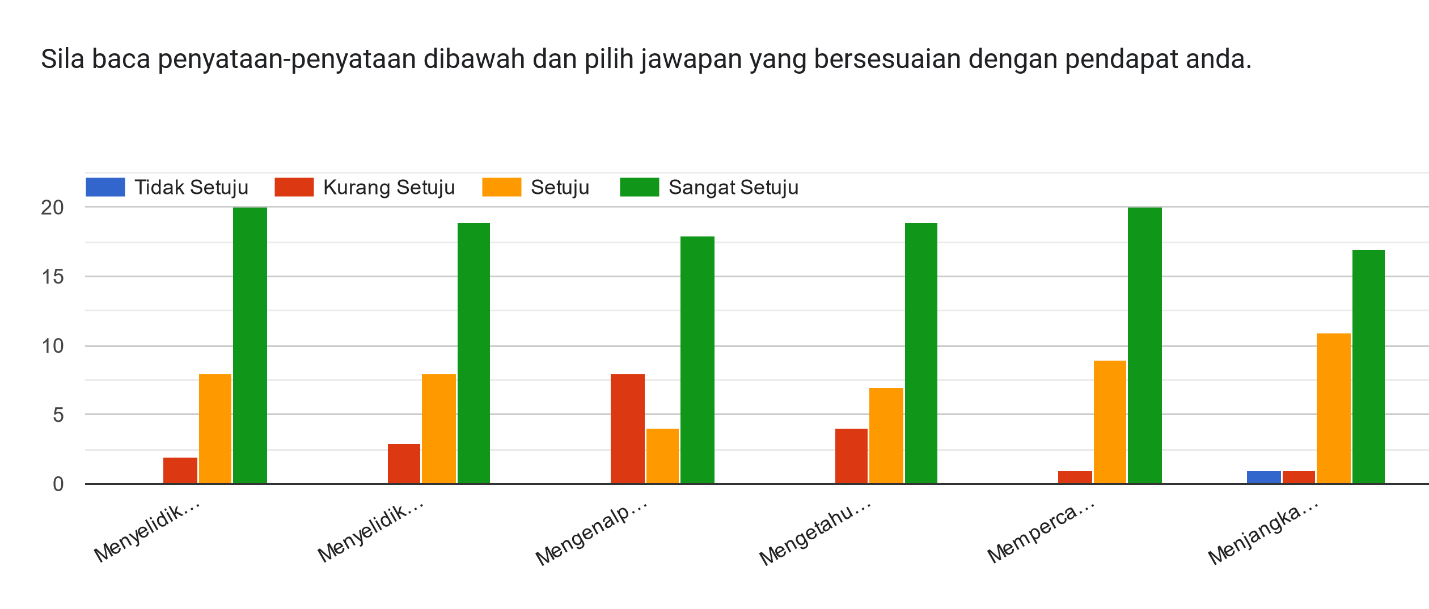 Sila baca penyataan-penyataan dibawah dan pilih jawapan yang bersesuaian dengan pendapat anda.
Tidak Setuju Kurang Setuju Setuju Sangat Setuju
20
15
10
5
0
Menyelidik... Menyelidik... Mengenalp... Mengetahu... Memperca... Menjangka...